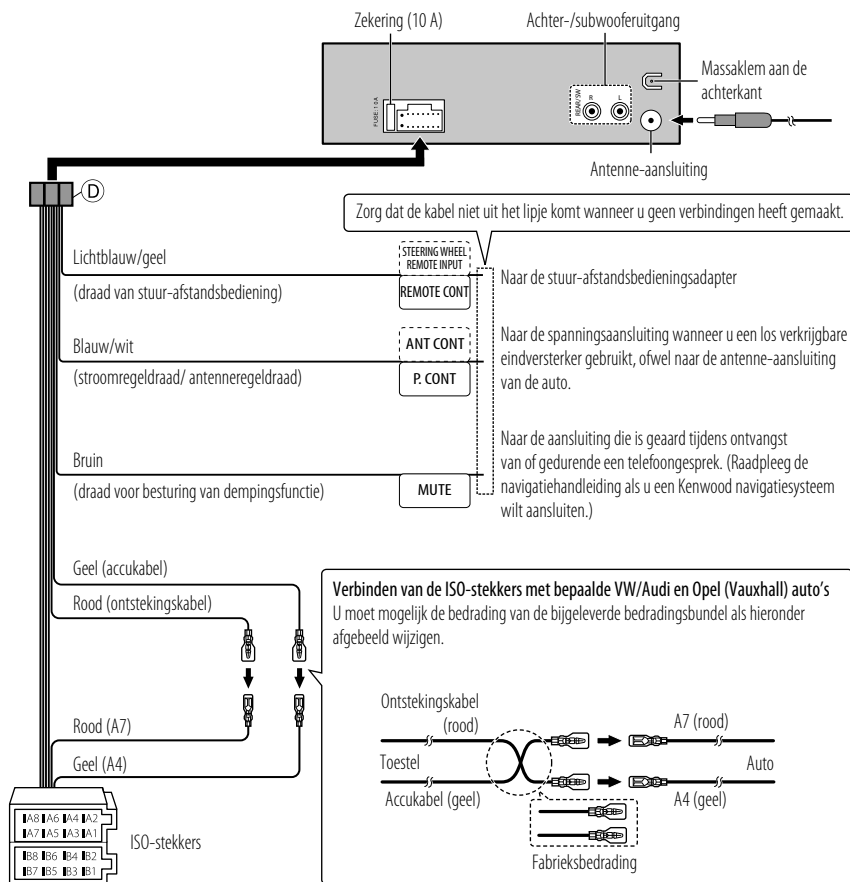 Zekering (10 A)
Achter-/subwooferuitgang
Massaklem aan de
achterkant
FUSE:10A
REAR/SW
R
L
Antenne-aansluiting
D
Zorg dat de kabel niet uit het lipje komt wanneer u geen verbindingen heeft gemaakt.
Lichtblauw/geel
(draad van stuur-afstandsbediening)
STEERING WHEEL
REMOTE INPUT
REMOTE CONT
Naar de stuur-afstandsbedieningsadapter
Blauw/wit
(stroomregeldraad/ antenneregeldraad)
ANT CONT
P. CONT
Naar de spanningsaansluiting wanneer u een los verkrijgbare
eindversterker gebruikt, ofwel naar de antenne-aansluiting
van de auto.
Bruin
(draad voor besturing van dempingsfunctie)
MUTE
Naar de aansluiting die is geaard tijdens ontvangst
van of gedurende een telefoongesprek. (Raadpleeg de
navigatiehandleiding als u een Kenwood navigatiesysteem
wilt aansluiten.)
Geel (accukabel)
Rood (ontstekingskabel)
Rood (A7)
Geel (A4)
A8 A6 A4 A2
A7 A5 A3 A1
B8 B6 B4 B2
B7 B5 B3 B1
ISO-stekkers
Verbinden van de ISO-stekkers met bepaalde VW/Audi en Opel (Vauxhall) auto's
U moet mogelijk de bedrading van de bijgeleverde bedradingsbundel als hieronder
afgebeeld wijzigen.
Ontstekingskabel
(rood)
A7 (rood)
Toestel
Auto
Accukabel (geel)
A4 (geel)
Fabrieksbedrading